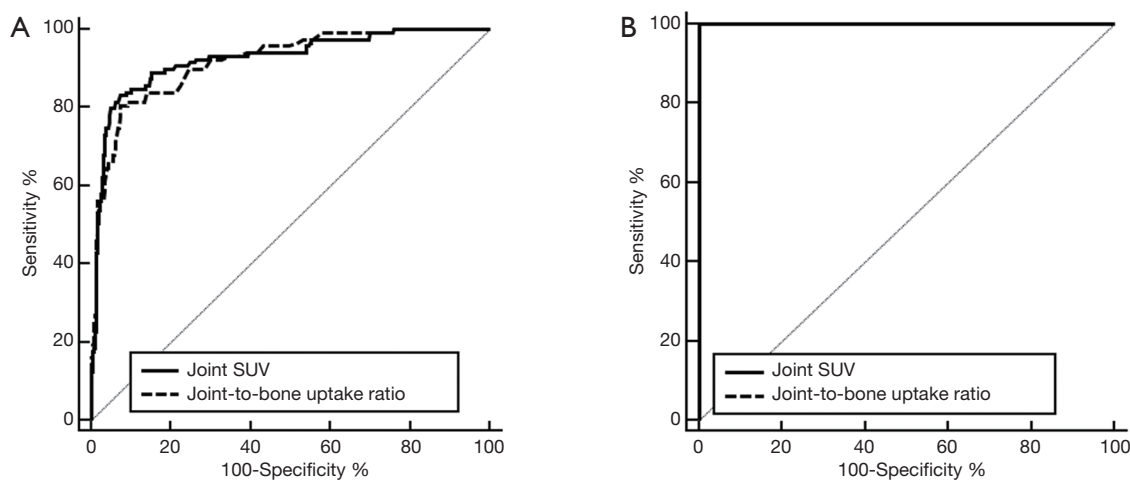 A
100
80
60
40
20
0
Sensitivity %
Joint SUV
Joint-to-bone uptake ratio
0 20 40 60 80 100
100-Specificity %
B
100
80
60
40
20
0
Sensitivity %
Joint SUV
Joint-to-bone uptake ratio
0 20 40 60 80 100
100-Specificity %